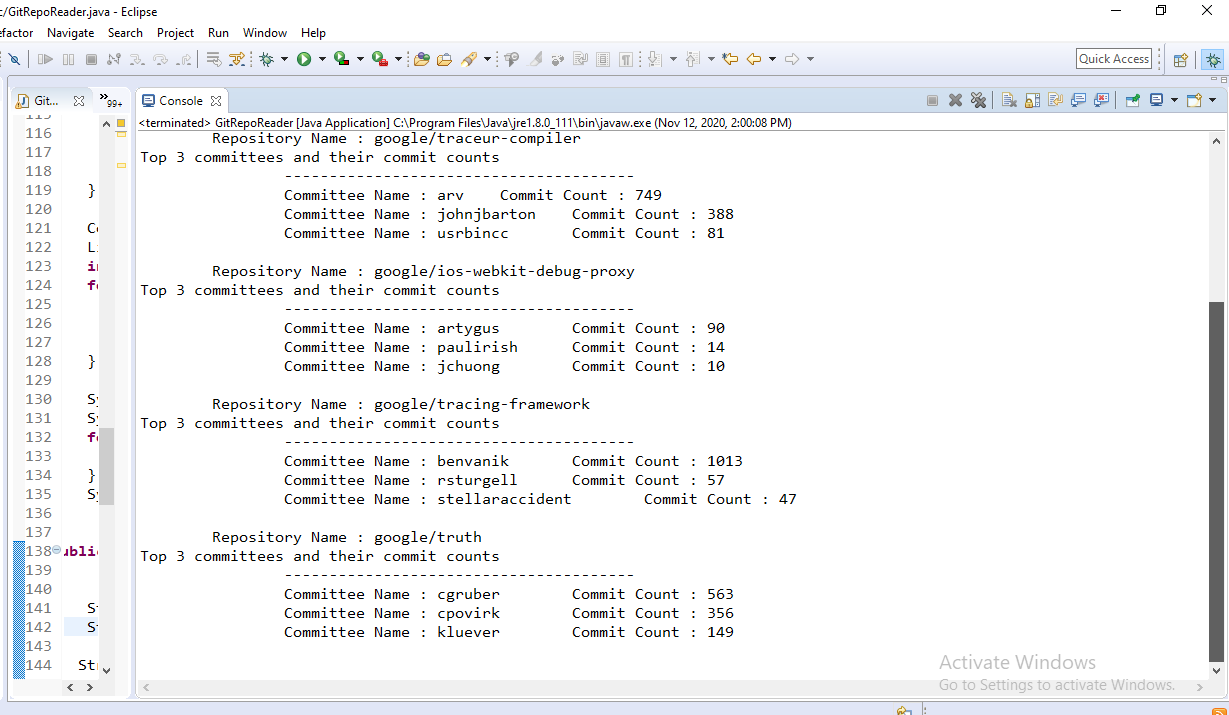 c/GitRepoReader.java - Eclipse
efactor Navigate Search Project Run Window Help
Quick Access
Git... 99+ Console
<terminated> GitRepoReader [Java Application] C:\Program Files\Java\jre1.8.0_111\bin\javaw.exe (Nov 12, 2020, 2:00:08 PM)
Repository Name : google/traceur-compiler
Top 3 committees and their commit counts
---------------------------------------
Committee Name : arv Commit Count : 749
Committee Name : johnjbarton Commit Count : 388
Committee Name : usrbincc Commit Count : 81
Repository Name : google/ios-webkit-debug-proxy
Top 3 committees and their commit counts
---------------------------------------
Committee Name : artygus Commit Count : 90
Committee Name : paulirish Commit Count : 14
Committee Name : jchuong Commit Count : 10
Repository Name : google/tracing-framework
Top 3 committees and their commit counts
---------------------------------------
Committee Name : benvanik Commit Count : 1013
Committee Name : rsturgell Commit Count : 57
Committee Name : stellaraccident Commit Count : 47
Repository Name : google/truth
Top 3 committees and their commit counts
---------------------------------------
Committee Name : cgruber Commit Count : 563
Committee Name : cpovirk Commit Count : 356
Committee Name : kluever Commit Count : 149
116
117
118
119 }
120
121 C
122 L
123 i
124 f
125
126
127
128 }
129
130 S
131 S
132 f
133
134 }
135 S
136
137
138 ubli
139
140
141 S
142 S
143
144 St
Activate Windows
Go to Settings to activate Windows.